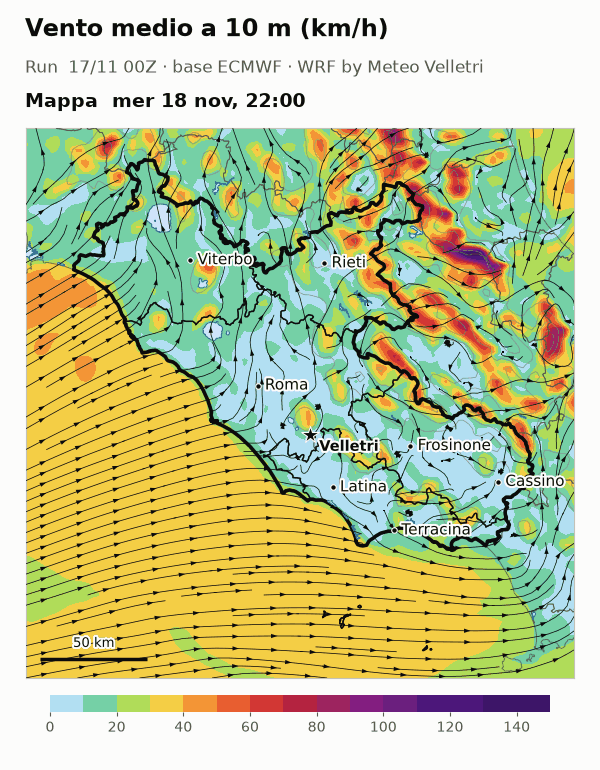 Vento medio a 10 m (km/h)
Run 17/11 00Z · base ECMWF · WRF by Meteo Velletri
Mappa mer 18 nov, 22:00
Viterbo
Rieti
Roma
Velletri
Frosinone
Latina
Cassino
Terracina
50 km
0 20 40 60 80 100 120 140